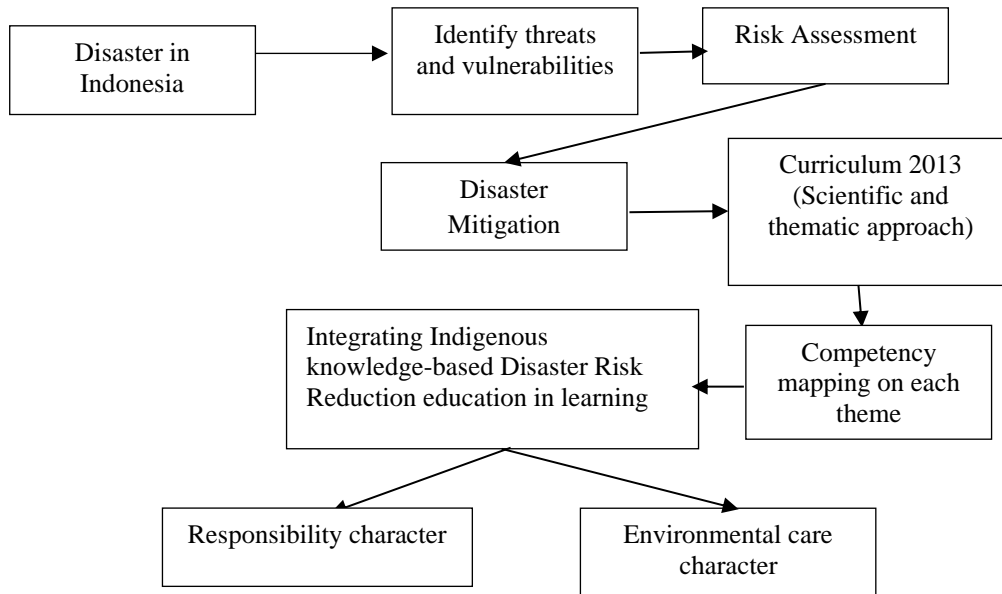 Disaster in
Indonesia
Identify threats
and vulnerabilities
Risk Assessment
Disaster
Mitigation
Curriculum 2013
(Scientific and
thematic approach)
Competency
mapping on each
theme
Integrating Indigenous
knowledge-based Disaster Risk
Reduction education in learning
Responsibility character
Environmental care
character